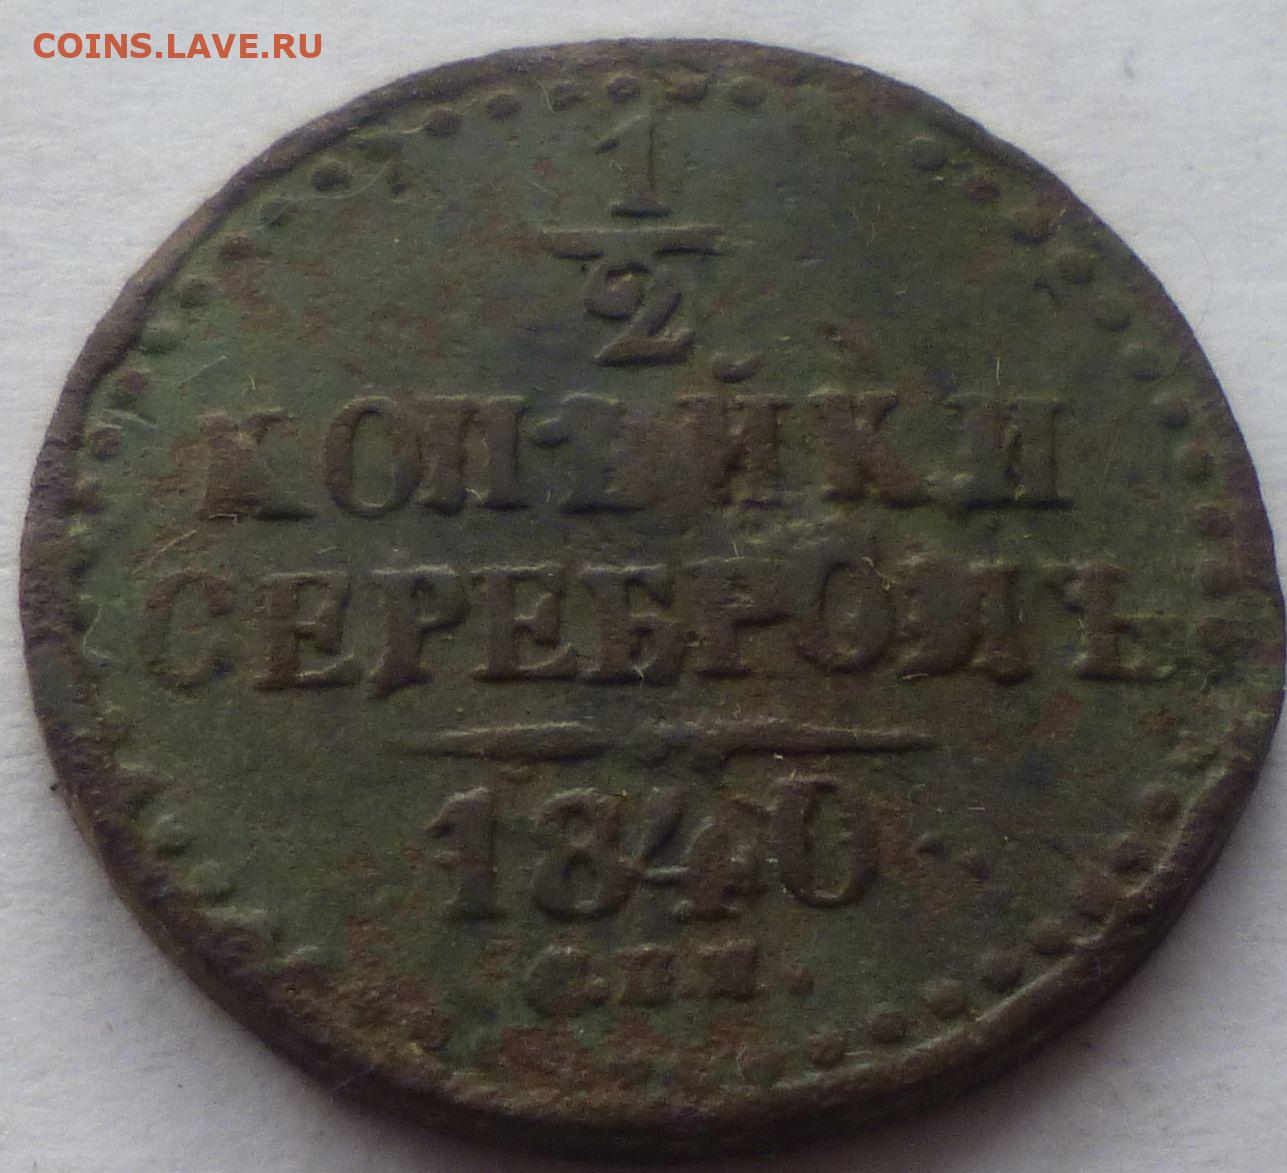 COINS.LAVE.RU
1
2
КОПѢЙКИ
СЕРЕБРОМЪ
1840
С.П.М.